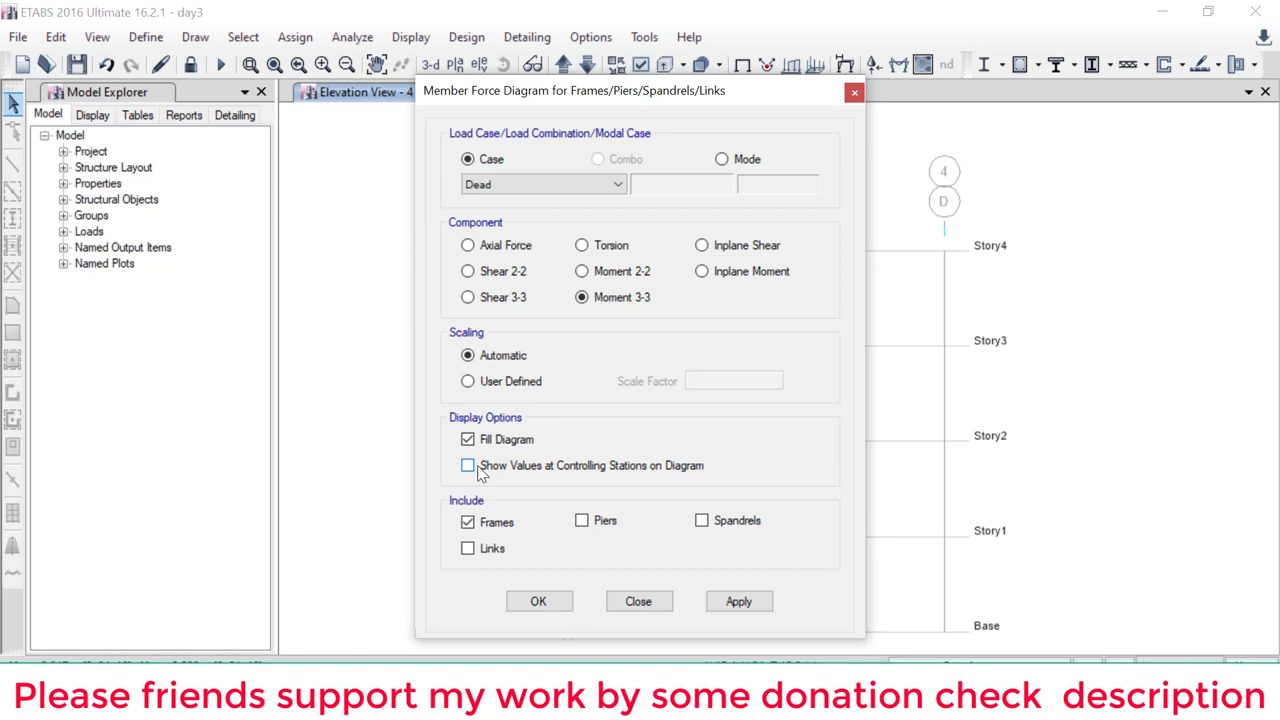 ETABS 2016 Ultimate 16.2.1 - day3
File Edit View Define Draw Select Assign Analyze Display Design Detailing Options Tools Help
3-d nd
Model Explorer
Elevation View - 4
Member Force Diagram for Frames/Piers/Spandrels/Links
Model Display Tables Reports Detailing
Model
Project
Structure Layout
Properties
Structural Objects
Groups
Loads
Named Output Items
Named Plots
Load Case/Load Combination/Modal Case
Case Combo Mode
Dead
Component
Axial Force Torsion Inplane Shear
Shear 2-2 Moment 2-2 Inplane Moment
Shear 3-3 Moment 3-3
Scaling
Automatic
User Defined Scale Factor
Display Options
Fill Diagram
Show Values at Controlling Stations on Diagram
Include
Frames Piers Spandrels
Links
OK Close Apply
4
D
Story4
Story3
Story2
Story1
Base
Please friends support my work by some donation check description